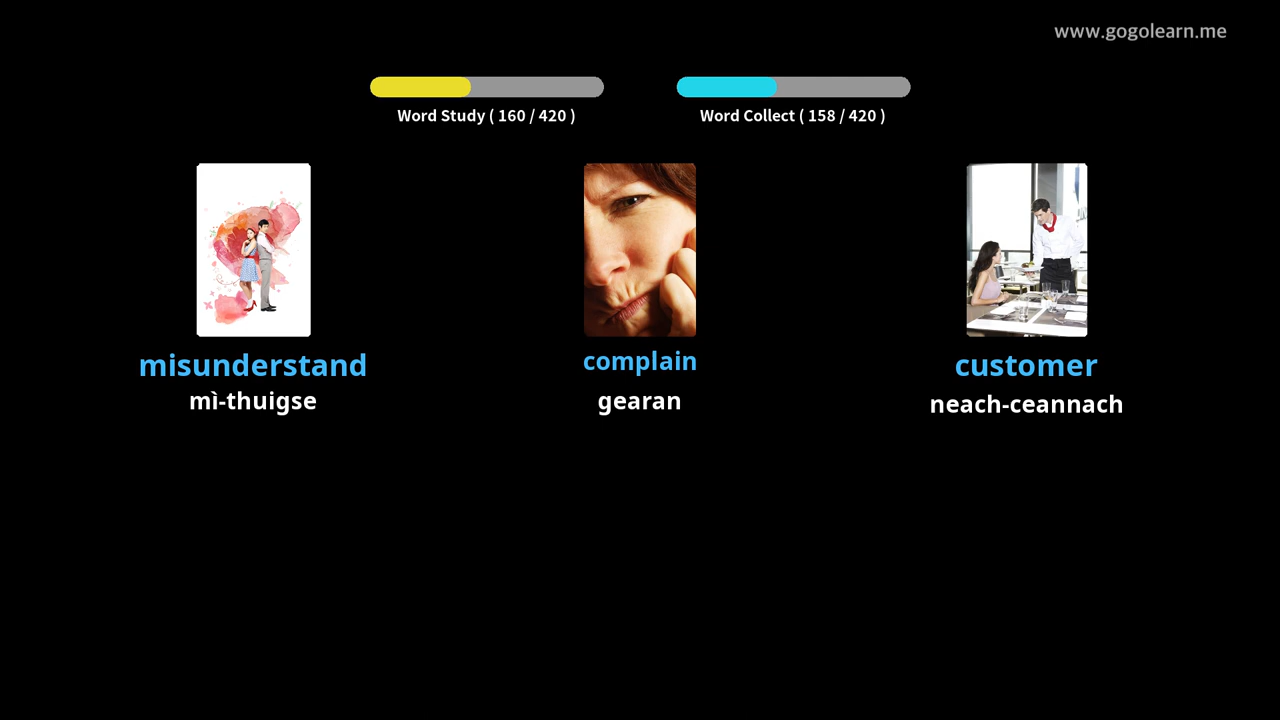 www.gogolearn.me
Word Study ( 160 / 420 )
Word Collect ( 158 / 420 )
misunderstand
mì-thuigse
complain
gearan
customer
neach-ceannach